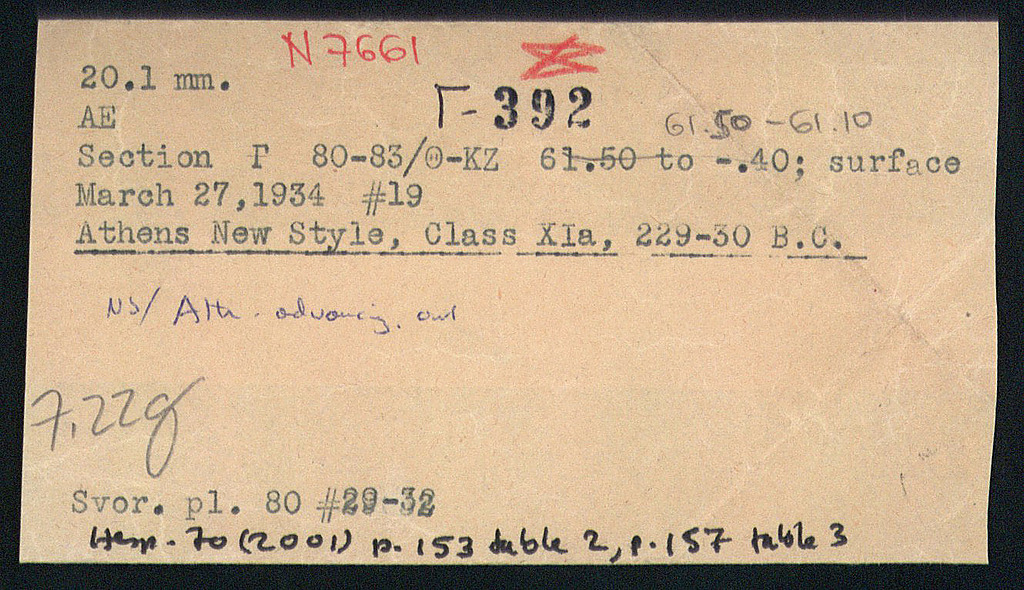 N7661
20.1 mm.
Γ-392
AE
61.50-61.10
Section Γ 80-83/Θ-ΚΖ 61.50 to -.40; surface
March 27,1934 #19
Athens New Style, Class XIa, 229-30 B.C.
NS/ Ath. advancing. owl
7.22g
Svor. pl. 80 #29-32
Hesp. 70 (2001) p.153 table 2, p.157 table 3